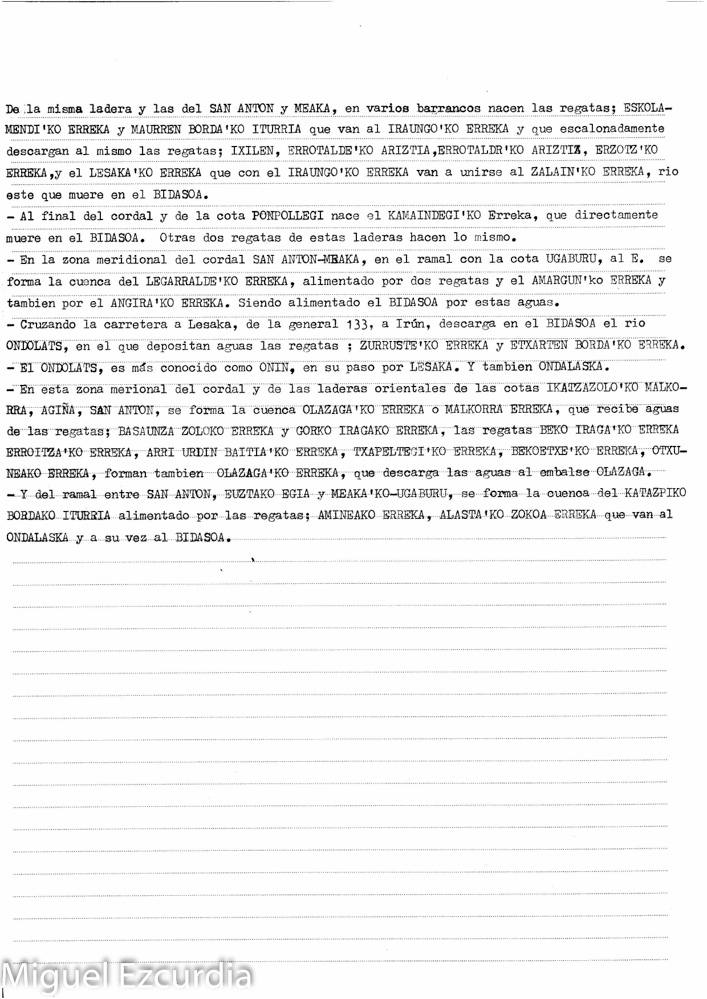 De la misma ladera y las del SAN ANTON y MEAKA, en varios barrancos nacen las regatas; ESKOLA-
MENDI'KO ERREKA y MAURREN BORDA'KO ITURRIA que van al IRAUNGO'KO ERREKA y que escalonadamente
descargan al mismo las regatas; IXILEN, ERROTALDE'KO ARIZTIA,ERROTALDR'KO ARIZTIA, ERZOTZ'KO
ERREKA,y el LESAKA'KO ERREKA que con el IRAUNGO'KO ERREKA van a unirse al ZALAIN'KO ERREKA, rio
este que muere en el BIDASOA.
- Al final del cordal y de la cota PONPOLLEGI nace el KAMAINDEGI'KO Erreka, que directamente
muere en el BIDASOA. Otras dos regatas de estas laderas hacen lo mismo.
- En la zona meridional del cordal SAN ANTON-MEAKA, en el ramal con la cota UGABURU, al E. se
forma la cuenca del LEGARRALDE'KO ERREKA, alimentado por dos regatas y el AMARGUN'ko ERREKA y
tambien por el ANGIRA'KO ERREKA. Siendo alimentado el BIDASOA por estas aguas.
- Cruzando la carretera a Lesaka, de la general 133, a Irún, descarga en el BIDASOA el rio
ONDOLATS, en el que depositan aguas las regatas ; ZURRUSTE'KO ERREKA y ETXARTEN BORDA'KO ERREKA.
- El ONDOLATS, es más conocido como ONIN, en su paso por LESAKA. Y tambien ONDALASKA.
- En esta zona merional del cordal y de las laderas orientales de las cotas IKATZAZOLO'KO MALKO-
RRA, AGIÑA, SAN ANTON, se forma la cuenca OLAZAGA'KO ERREKA o MALKORRA ERREKA, que recibe aguas
de las regatas; BASAUNZA ZOLOKO ERREKA y GORKO IRAGAKO ERREKA, las regatas BEKO IRAGA'KO ERREKA
ERROITZA'KO ERREKA, ARRI URDIN BAITIA'KO ERREKA, TXAPELTEGI'KO ERREKA, BEKOETXE'KO ERREKA, OTXU-
NEAKO ERREKA, forman tambien OLAZAGA'KO ERREKA, que descarga las aguas al embalse OLAZAGA.
- Y del ramal entre SAN ANTON, EUZTAKO EGIA y MEAKA'KO-UGABURU, se forma la cuenca del KATAZPIKO
BORDAKO ITURRIA alimentado por las regatas; AMINEAKO ERREKA, ALASTA'KO ZOKOA ERREKA que van al
ONDALASKA y a su vez al BIDASOA.
Miguel Ezcurdia